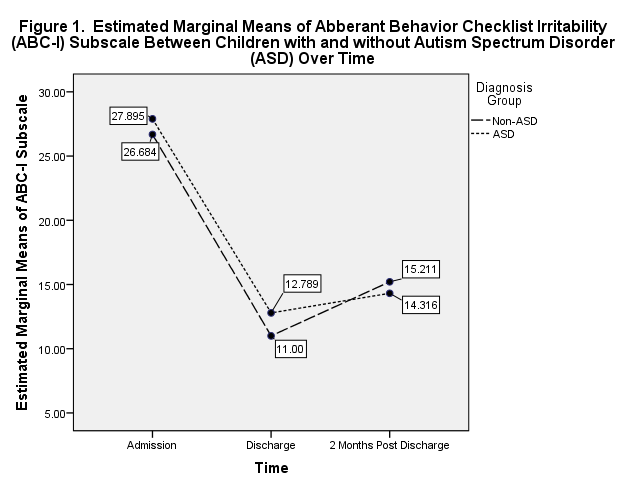 Figure 1.  Estimated Marginal Means of Abberant Behavior Checklist Irritability
(ABC-I) Subscale Between Children with and without Autism Spectrum Disorder
(ASD) Over Time
Estimated Marginal Means of ABC-I Subscale
30.00
25.00
20.00
15.00
10.00
5.00
27.895
26.684
12.789
11.00
15.211
14.316
Admission
Discharge
2 Months Post Discharge
Time
Diagnosis
Group
Non-ASD
ASD